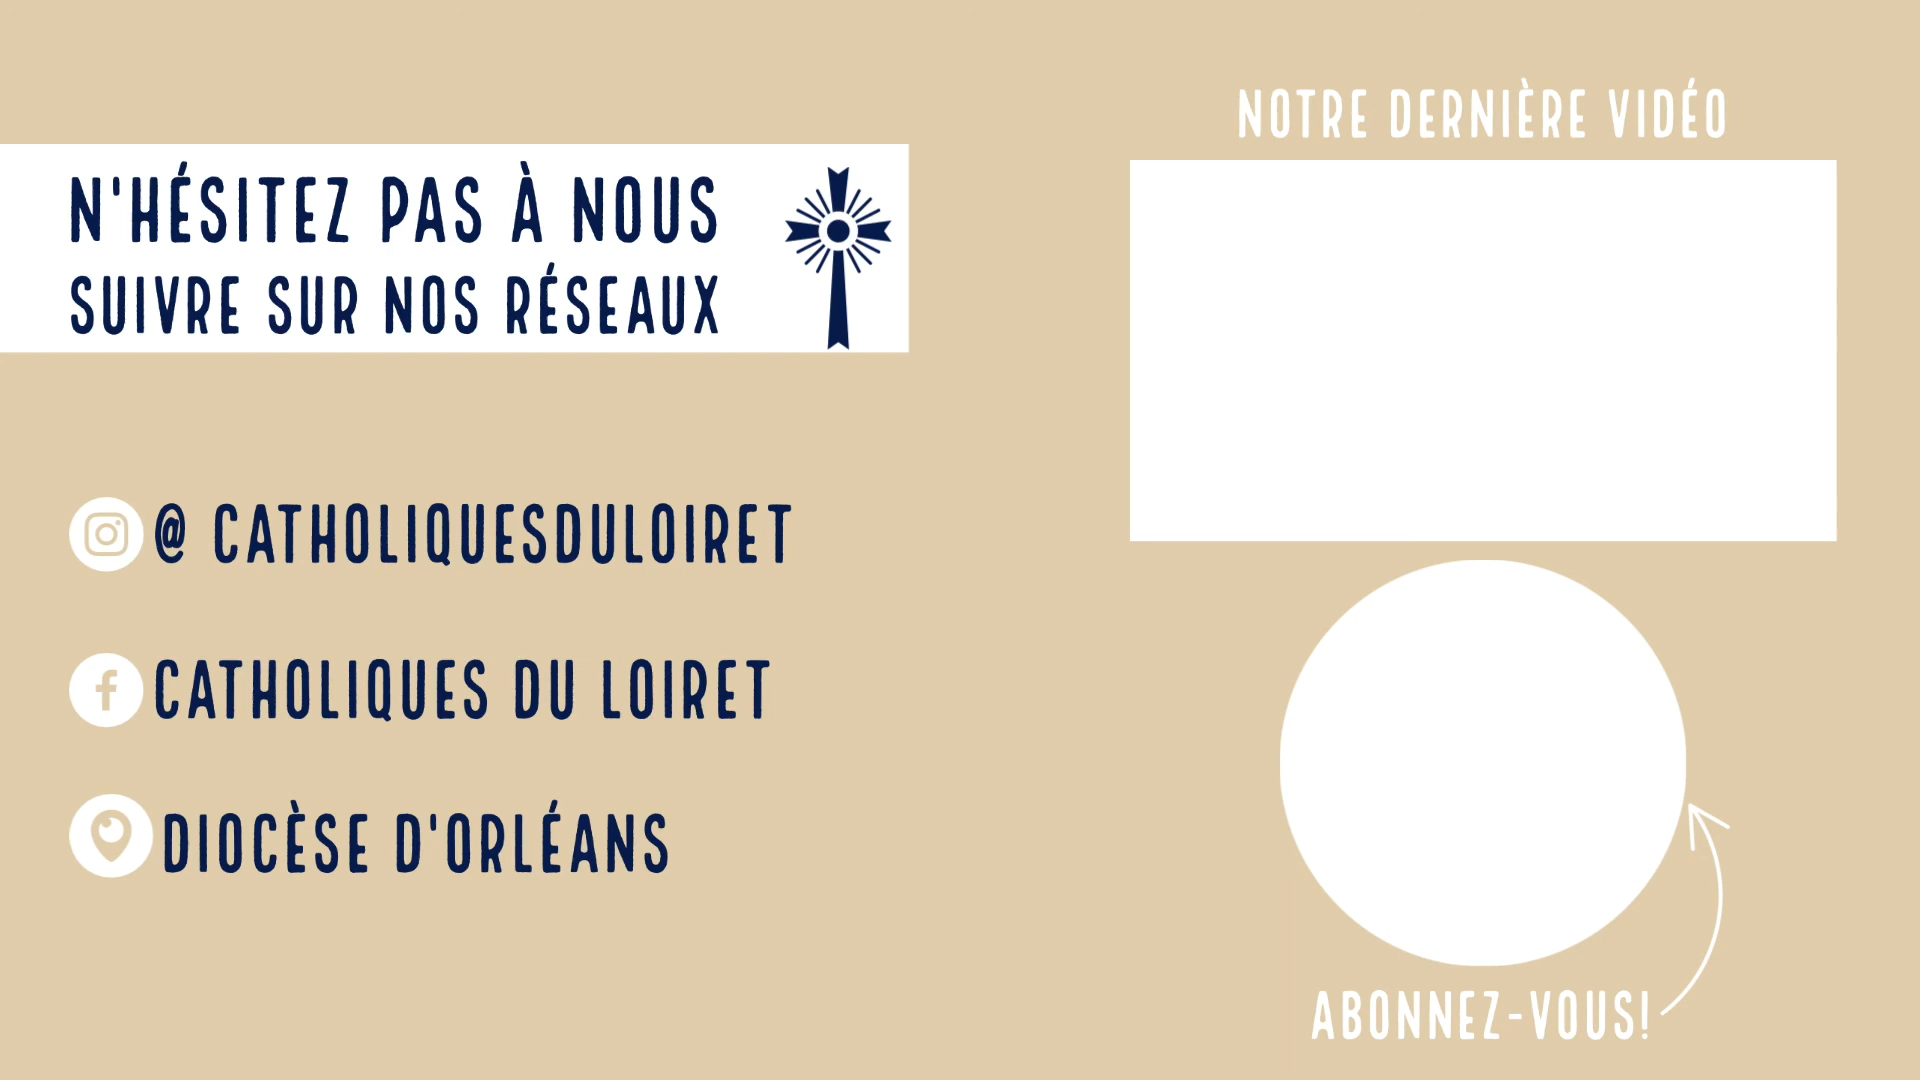 N'HÉSITEZ PAS À NOUS
SUIVRE SUR NOS RÉSEAUX
@ CATHOLIQUESDULOIRET
CATHOLIQUES DU LOIRET
DIOCÈSE D'ORLÉANS
NOTRE DERNIÈRE VIDÉO
ABONNEZ-VOUS!